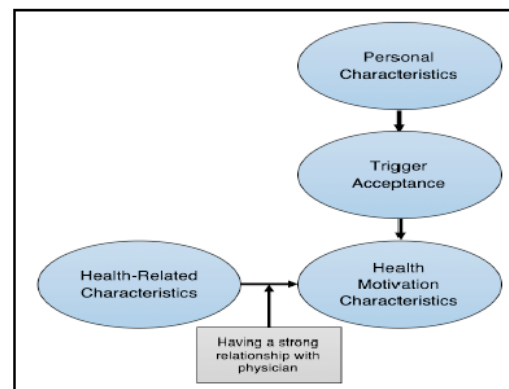 Personal
Characteristics
Trigger
Acceptance
Health-Related
Characteristics
Health
Motivation
Characteristics
Having a strong
relationship with
physician